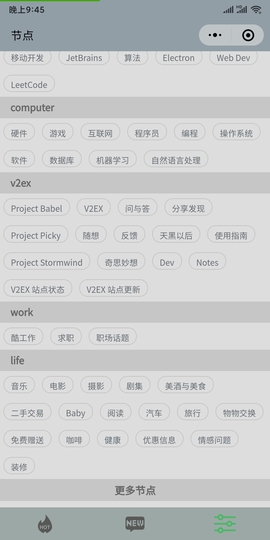 晚上9:45
节点
移动开发 JetBrains 算法 Electron Web Dev
LeetCode
computer
硬件 游戏 互联网 程序员 编程 操作系统
软件 数据库 机器学习 自然语言处理
v2ex
Project Babel V2EX 问与答 分享发现
Project Picky 随想 反馈 天黑以后 使用指南
Project Stormwind 奇思妙想 Dev Notes
V2EX 站点状态 V2EX 站点更新
work
酷工作 求职 职场话题
life
音乐 电影 摄影 剧集 美酒与美食
二手交易 Baby 阅读 汽车 旅行 物物交换
免费赠送 咖啡 健康 优惠信息 情感问题
装修
更多节点
HOT NEW